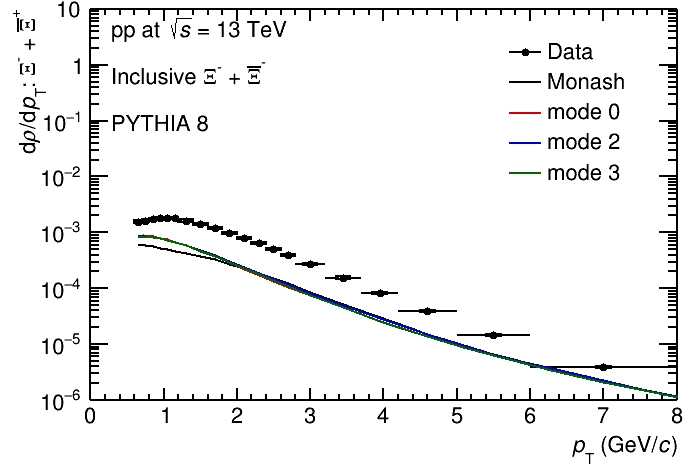 dρ/dp_T: Ξ⁻ + Ξ̅⁺
10
1
10⁻¹
10⁻²
10⁻³
10⁻⁴
10⁻⁵
10⁻⁶
pp at √s = 13 TeV
Inclusive Ξ⁻ + Ξ̅⁻
PYTHIA 8
Data
Monash
mode 0
mode 2
mode 3
0 1 2 3 4 5 6 7 8
p_T (GeV/c)